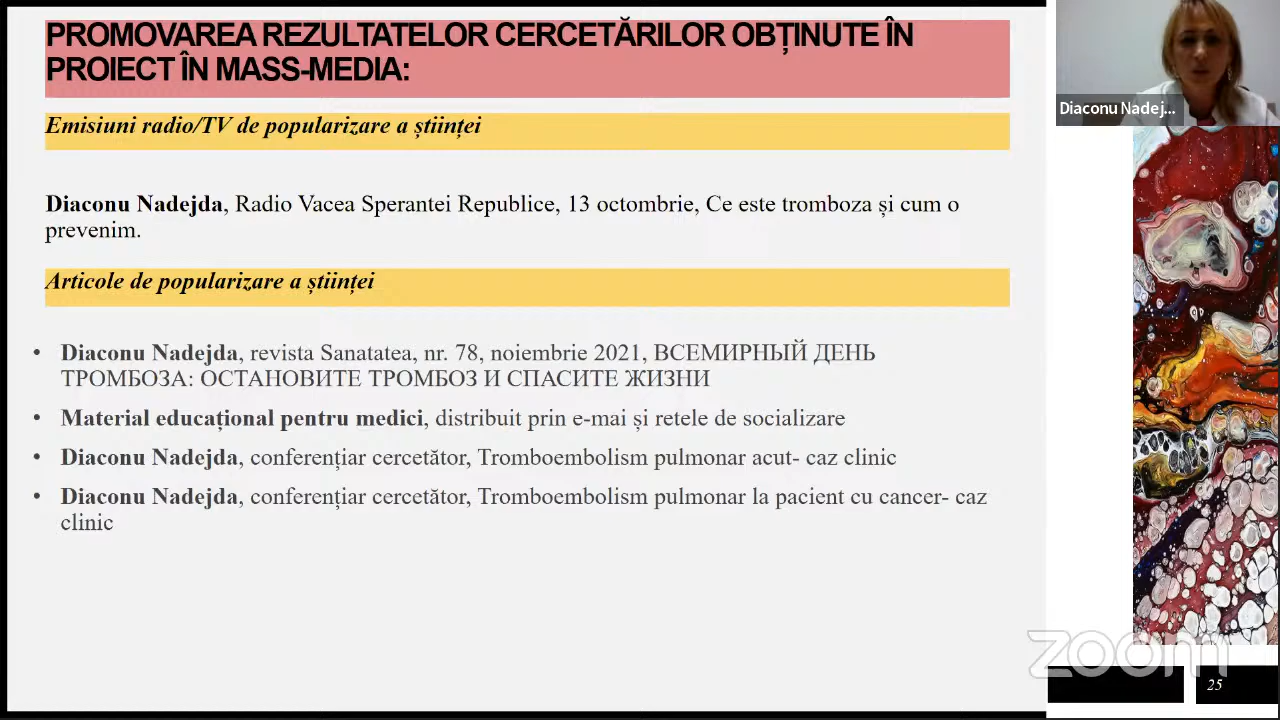 PROMOVAREA REZULTATELOR CERCETĂRILOR OBȚINUTE ÎN
PROIECT ÎN MASS-MEDIA:
Emisiuni radio/TV de popularizare a științei
Diaconu Nadejda, Radio Vacea Sperantei Republice, 13 octombrie, Ce este tromboza și cum o
prevenim.
Articole de popularizare a științei
• Diaconu Nadejda, revista Sanatatea, nr. 78, noiembrie 2021, ВСЕМИРНЫЙ ДЕНЬ
ТРОМБОЗА: ОСТАНОВИТЕ ТРОМБОЗ И СПАСИТЕ ЖИЗНИ
• Material educațional pentru medici, distribuit prin e-mai și retele de socializare
• Diaconu Nadejda, conferențiar cercetător, Tromboembolism pulmonar acut- caz clinic
• Diaconu Nadejda, conferențiar cercetător, Tromboembolism pulmonar la pacient cu cancer- caz
clinic
Diaconu Nadej...
zoom
25